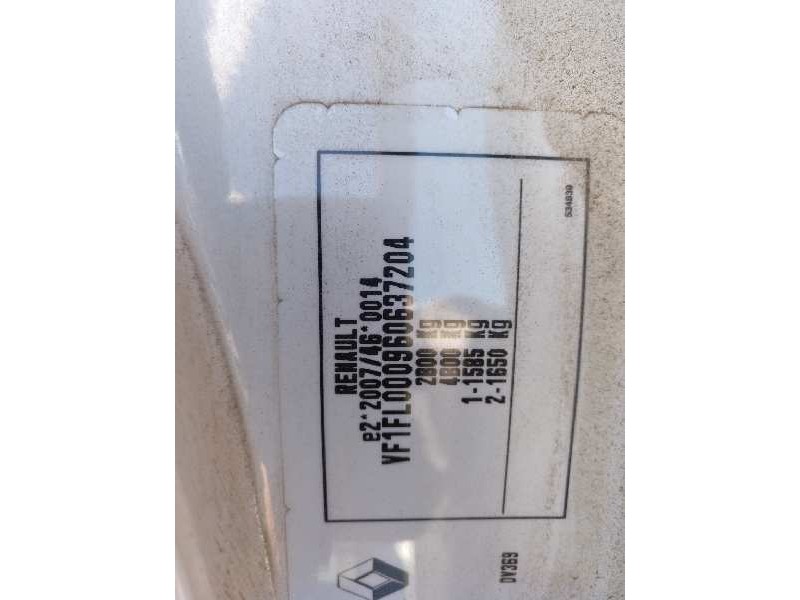 RENAULT
e2*2007/46*0014
VF1FL000960637204
2800 Kg
4800 Kg
1-1585 Kg
2-1650 Kg
534839
DV369